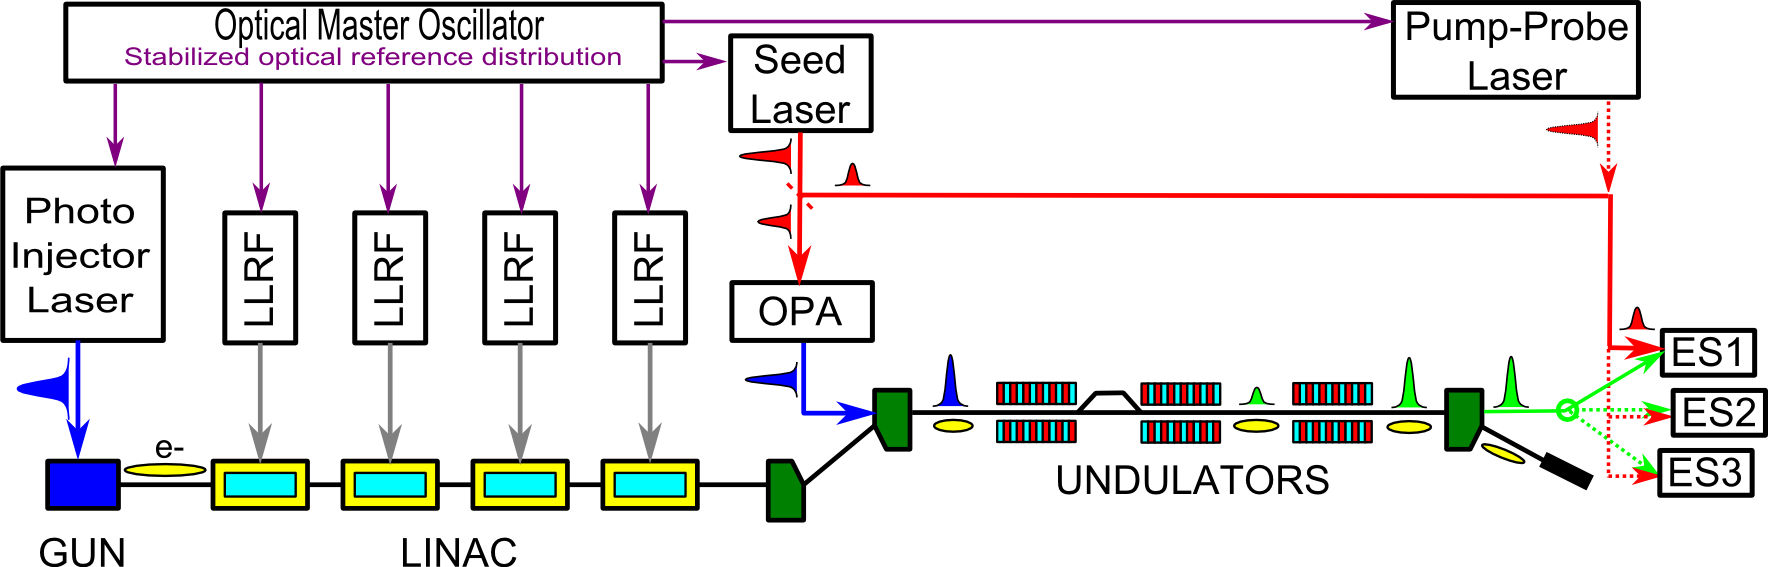 Optical Master Oscillator
Stabilized optical reference distribution
Seed
Laser
Pump-Probe
Laser
Photo
Injector
Laser
LLRF
LLRF
LLRF
LLRF
OPA
ES1
ES2
ES3
e-
UNDULATORS
GUN
LINAC